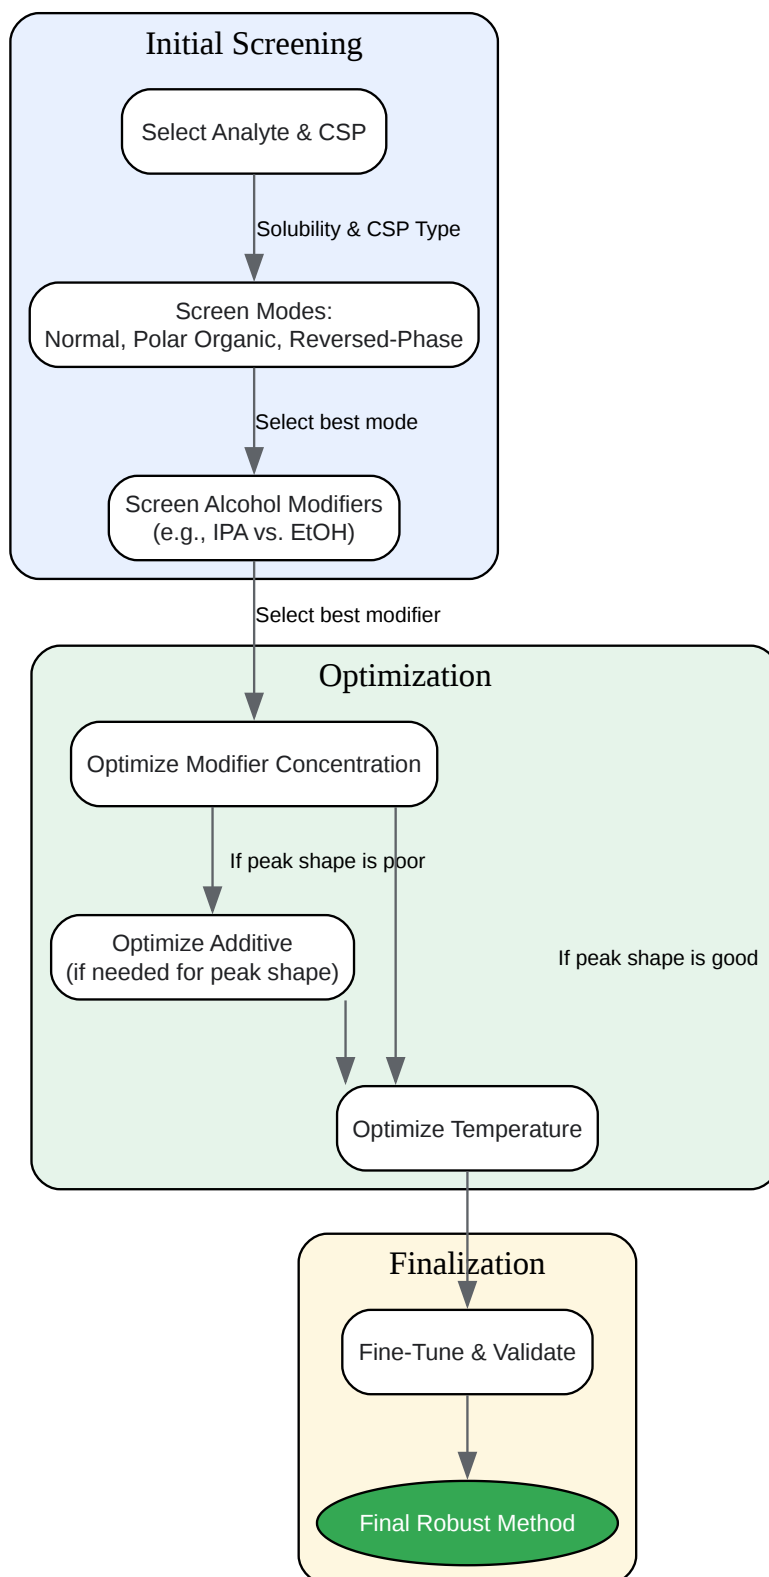 Initial Screening
Select Analyte & CSP
Solubility & CSP Type
Screen Modes:
Normal, Polar Organic, Reversed-Phase
Select best mode
Screen Alcohol Modifiers
(e.g., IPA vs. EtOH)
Select best modifier
Optimization
Optimize Modifier Concentration
If peak shape is poor
Optimize Additive
(if needed for peak shape)
If peak shape is good
Optimize Temperature
Finalization
Fine-Tune & Validate
Final Robust Method